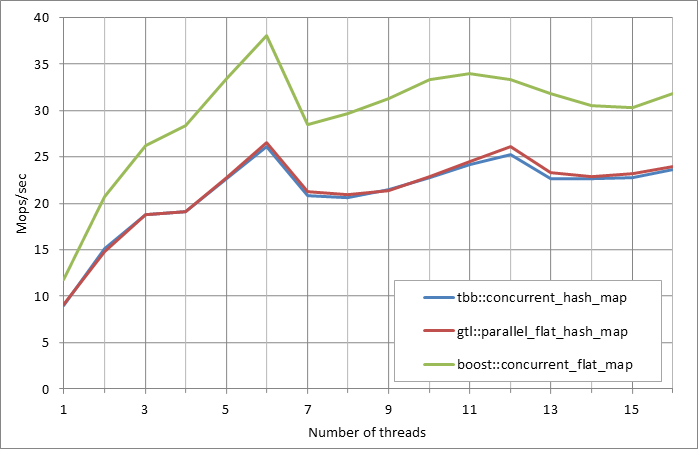 40
35
30
25
20
15
10
5
0
Mops/sec
1 3 5 7 9 11 13 15
Number of threads
tbb::concurrent_hash_map
gtl::parallel_flat_hash_map
boost::concurrent_flat_map